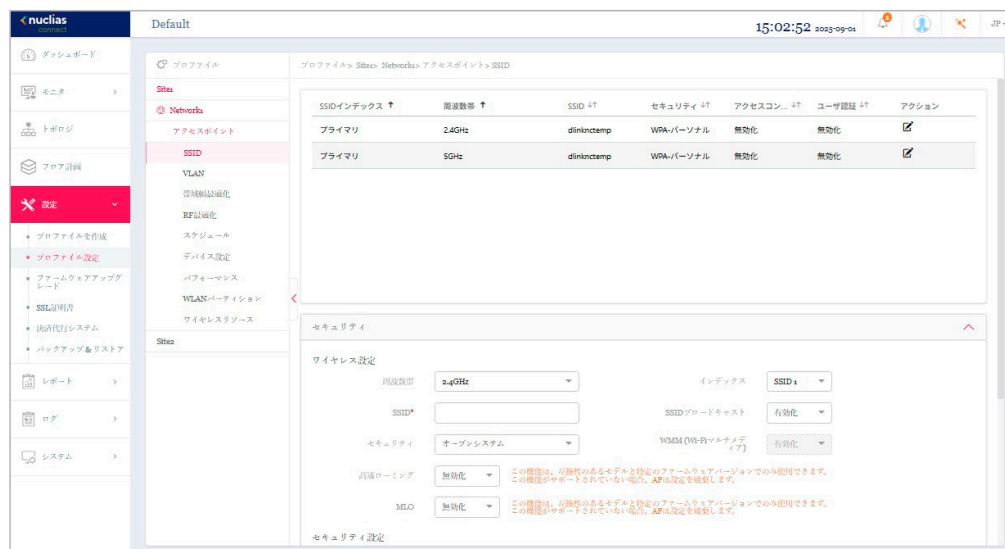 nuclias
connect
Default
15:02:52 2025-09-01
JP
ダッシュボード
モニタ
トポロジ
フロア計画
設定
プロファイルを作成
プロファイル設定
ファームウェアアップグ
レード
SSL証明書
決済代行システム
バックアップ&リストア
レポート
ログ
システム
プロファイル
Site1
Network1
アクセスポイント
SSID
VLAN
帯域幅最適化
RF最適化
スケジュール
デバイス設定
パフォーマンス
WLANパーティション
ワイヤレスリソース
Site2
プロファイル> Site1> Network1> アクセスポイント> SSID
SSIDインデックス 周波数帯 SSID セキュリティ アクセスコン... ユーザ認証 アクション
プライマリ 2.4GHz dlinknctemp WPA-パーソナル 無効化 無効化
プライマリ 5GHz dlinknctemp WPA-パーソナル 無効化 無効化
セキュリティ
ワイヤレス設定
周波数帯 2.4GHz インデックス SSID 1
SSID* SSIDブロードキャスト 有効化
セキュリティ オープンシステム WMM (Wi-Fiマルチメデ
ィア) 有効化
高速ローミング 無効化 この機能は、互換性のあるモデルと特定のファームウェアバージョンでのみ使用できます。
この機能がサポートされていない場合、APは設定を破棄します。
MLO 無効化 この機能は、互換性のあるモデルと特定のファームウェアバージョンでのみ使用できます。
この機能がサポートされていない場合、APは設定を破棄します。
セキュリティ設定